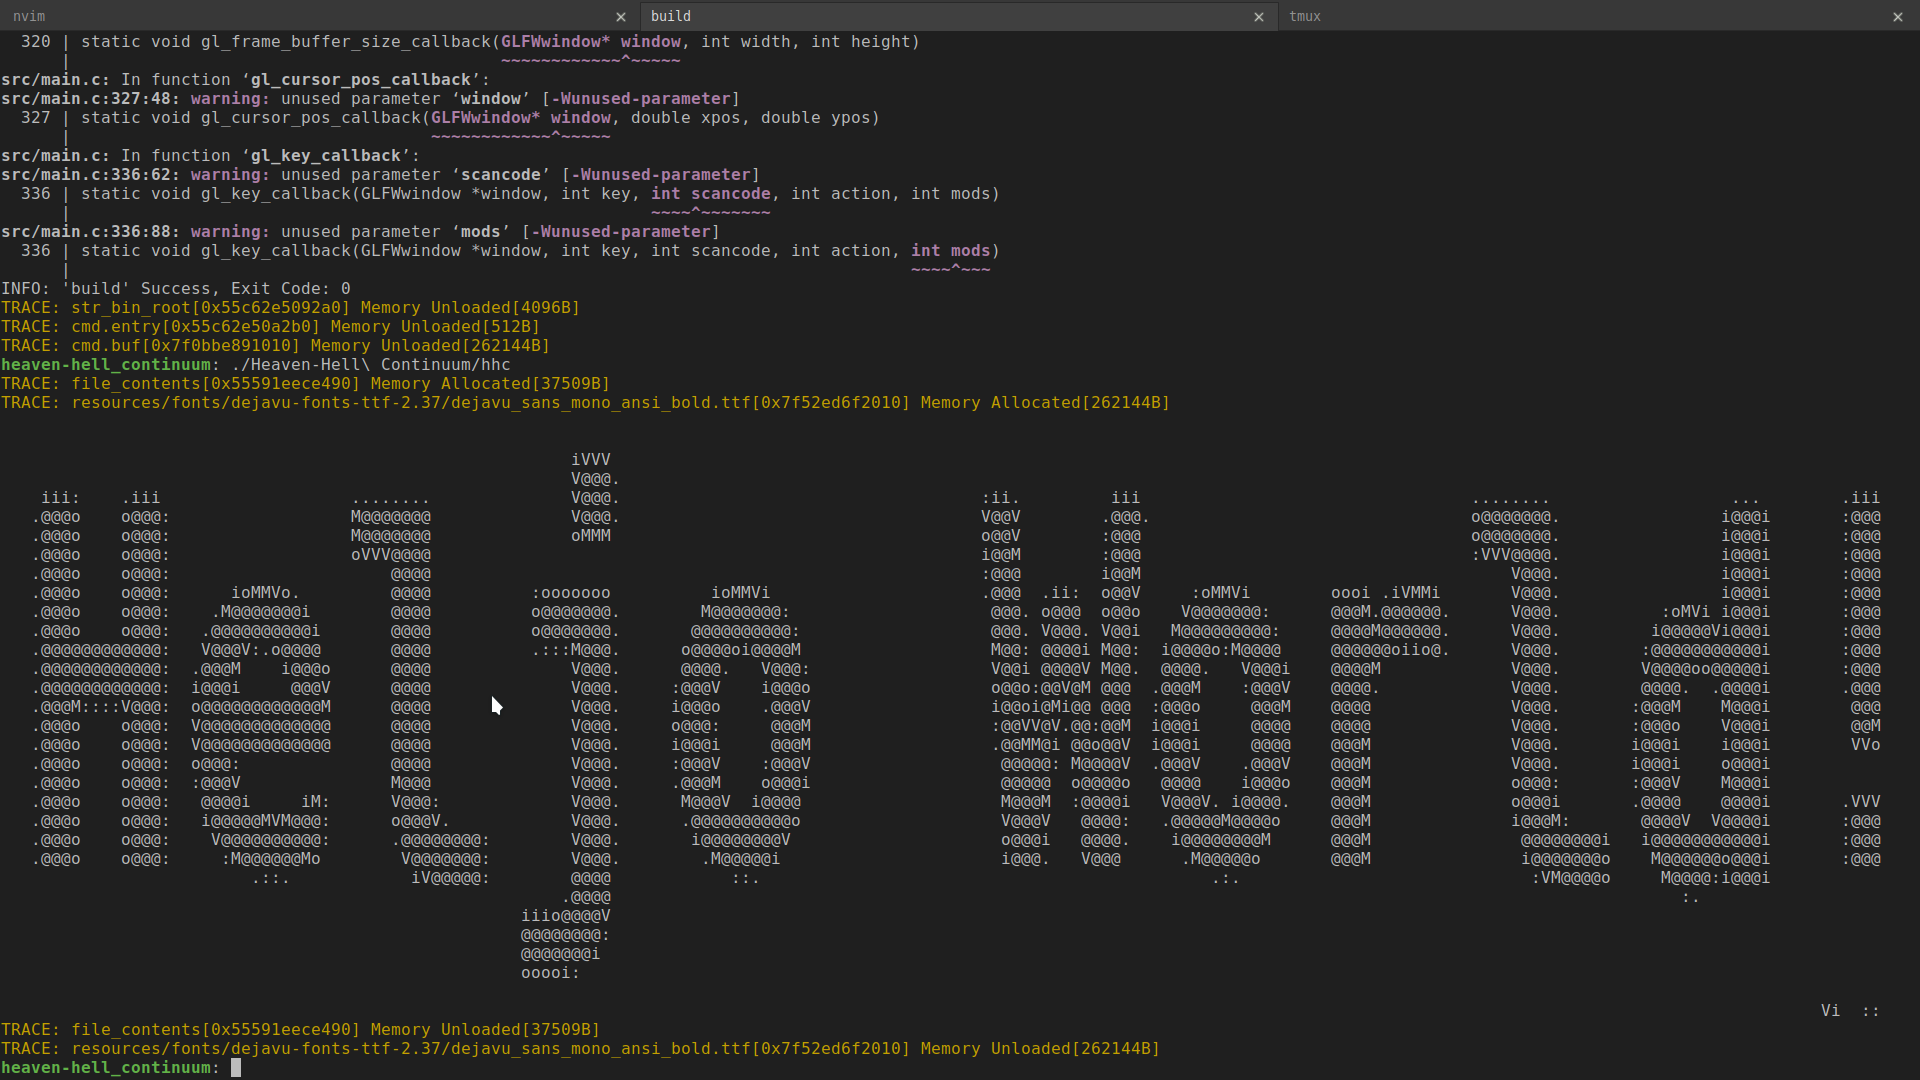 nvim × build × tmux ×
320 | static void gl_frame_buffer_size_callback(GLFWwindow* window, int width, int height)
| ~~~~~~~~~~~~^~~~~~
src/main.c: In function ‘gl_cursor_pos_callback’:
src/main.c:327:48: warning: unused parameter ‘window’ [-Wunused-parameter]
327 | static void gl_cursor_pos_callback(GLFWwindow* window, double xpos, double ypos)
| ~~~~~~~~~~~~^~~~~~
src/main.c: In function ‘gl_key_callback’:
src/main.c:336:62: warning: unused parameter ‘scancode’ [-Wunused-parameter]
336 | static void gl_key_callback(GLFWwindow *window, int key, int scancode, int action, int mods)
| ~~~~^~~~~~~~
src/main.c:336:88: warning: unused parameter ‘mods’ [-Wunused-parameter]
336 | static void gl_key_callback(GLFWwindow *window, int key, int scancode, int action, int mods)
| ~~~~^~~~
INFO: 'build' Success, Exit Code: 0
TRACE: str_bin_root[0x55c62e5092a0] Memory Unloaded[4096B]
TRACE: cmd.entry[0x55c62e50a2b0] Memory Unloaded[512B]
TRACE: cmd.buf[0x7f0bbe891010] Memory Unloaded[262144B]
heaven-hell_continuum: ./Heaven-Hell\ Continuum/hhc
TRACE: file_contents[0x55591eece490] Memory Allocated[37509B]
TRACE: resources/fonts/dejavu-fonts-ttf-2.37/dejavu_sans_mono_ansi_bold.ttf[0x7f52ed6f2010] Memory Allocated[262144B]
Hetjo World!
TRACE: file_contents[0x55591eece490] Memory Unloaded[37509B]
TRACE: resources/fonts/dejavu-fonts-ttf-2.37/dejavu_sans_mono_ansi_bold.ttf[0x7f52ed6f2010] Memory Unloaded[262144B]
heaven-hell_continuum: